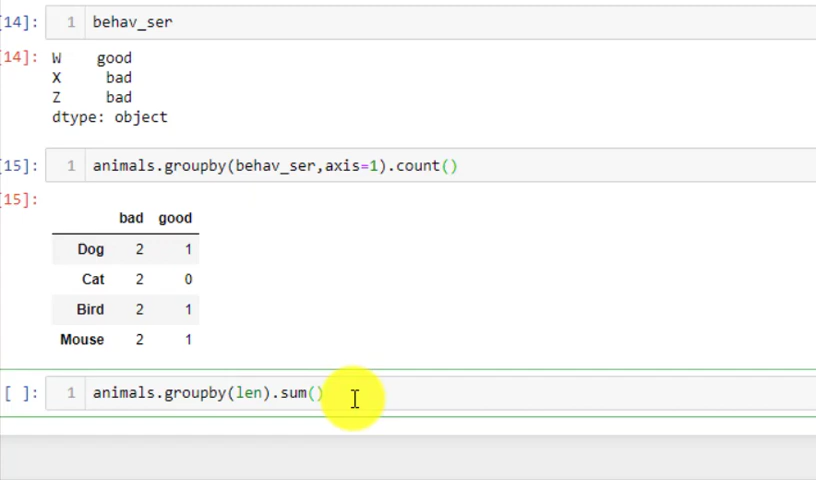 [14]: 1 behav_ser
[14]: W good
X bad
Z bad
dtype: object
[15]: 1 animals.groupby(behav_ser,axis=1).count()
[15]:
bad good
Dog 2 1
Cat 2 0
Bird 2 1
Mouse 2 1
[ ]: 1 animals.groupby(len).sum()